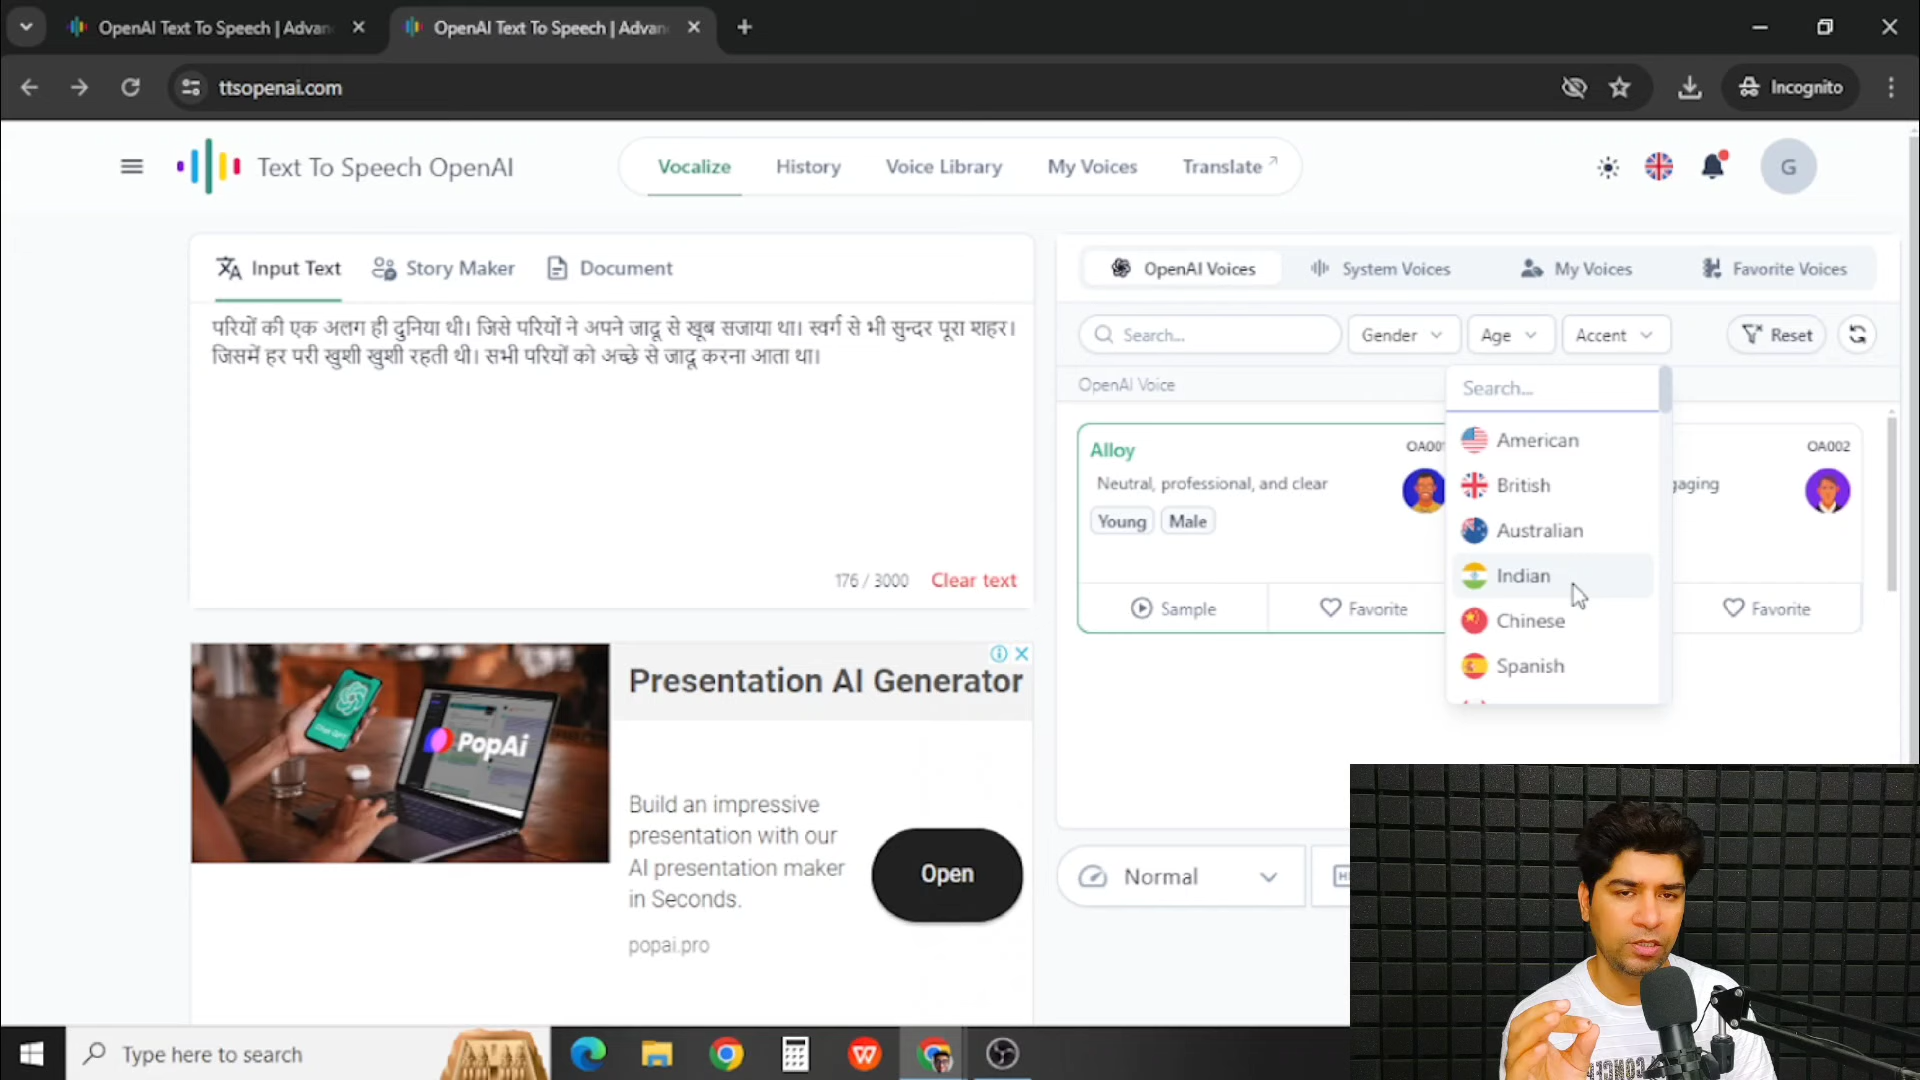 OpenAI Text To Speech | Advan
OpenAI Text To Speech | Advan
ttsopenai.com
Incognito
Text To Speech OpenAI
Vocalize
History
Voice Library
My Voices
Translate
G
Input Text
Story Maker
Document
परियों की एक अलग ही दुनिया थी। जिसे परियों ने अपने जादू से खूब सजाया था। स्वर्ग से भी सुन्दर पूरा शहर।
जिसमें हर परी खुशी खुशी रहती थी। सभी परियों को अच्छे से जादू करना आता था।
176 / 3000
Clear text
OpenAI Voices
System Voices
My Voices
Favorite Voices
Search...
Gender
Age
Accent
Reset
OpenAI Voice
Search...
American
British
Australian
Indian
Chinese
Spanish
Alloy
OA001
Neutral, professional, and clear
Young
Male
Sample
Favorite
OA002
gaging
Favorite
Normal
Presentation AI Generator
PopAi
Build an impressive
presentation with our
AI presentation maker
in Seconds.
popai.pro
Open
Type here to search